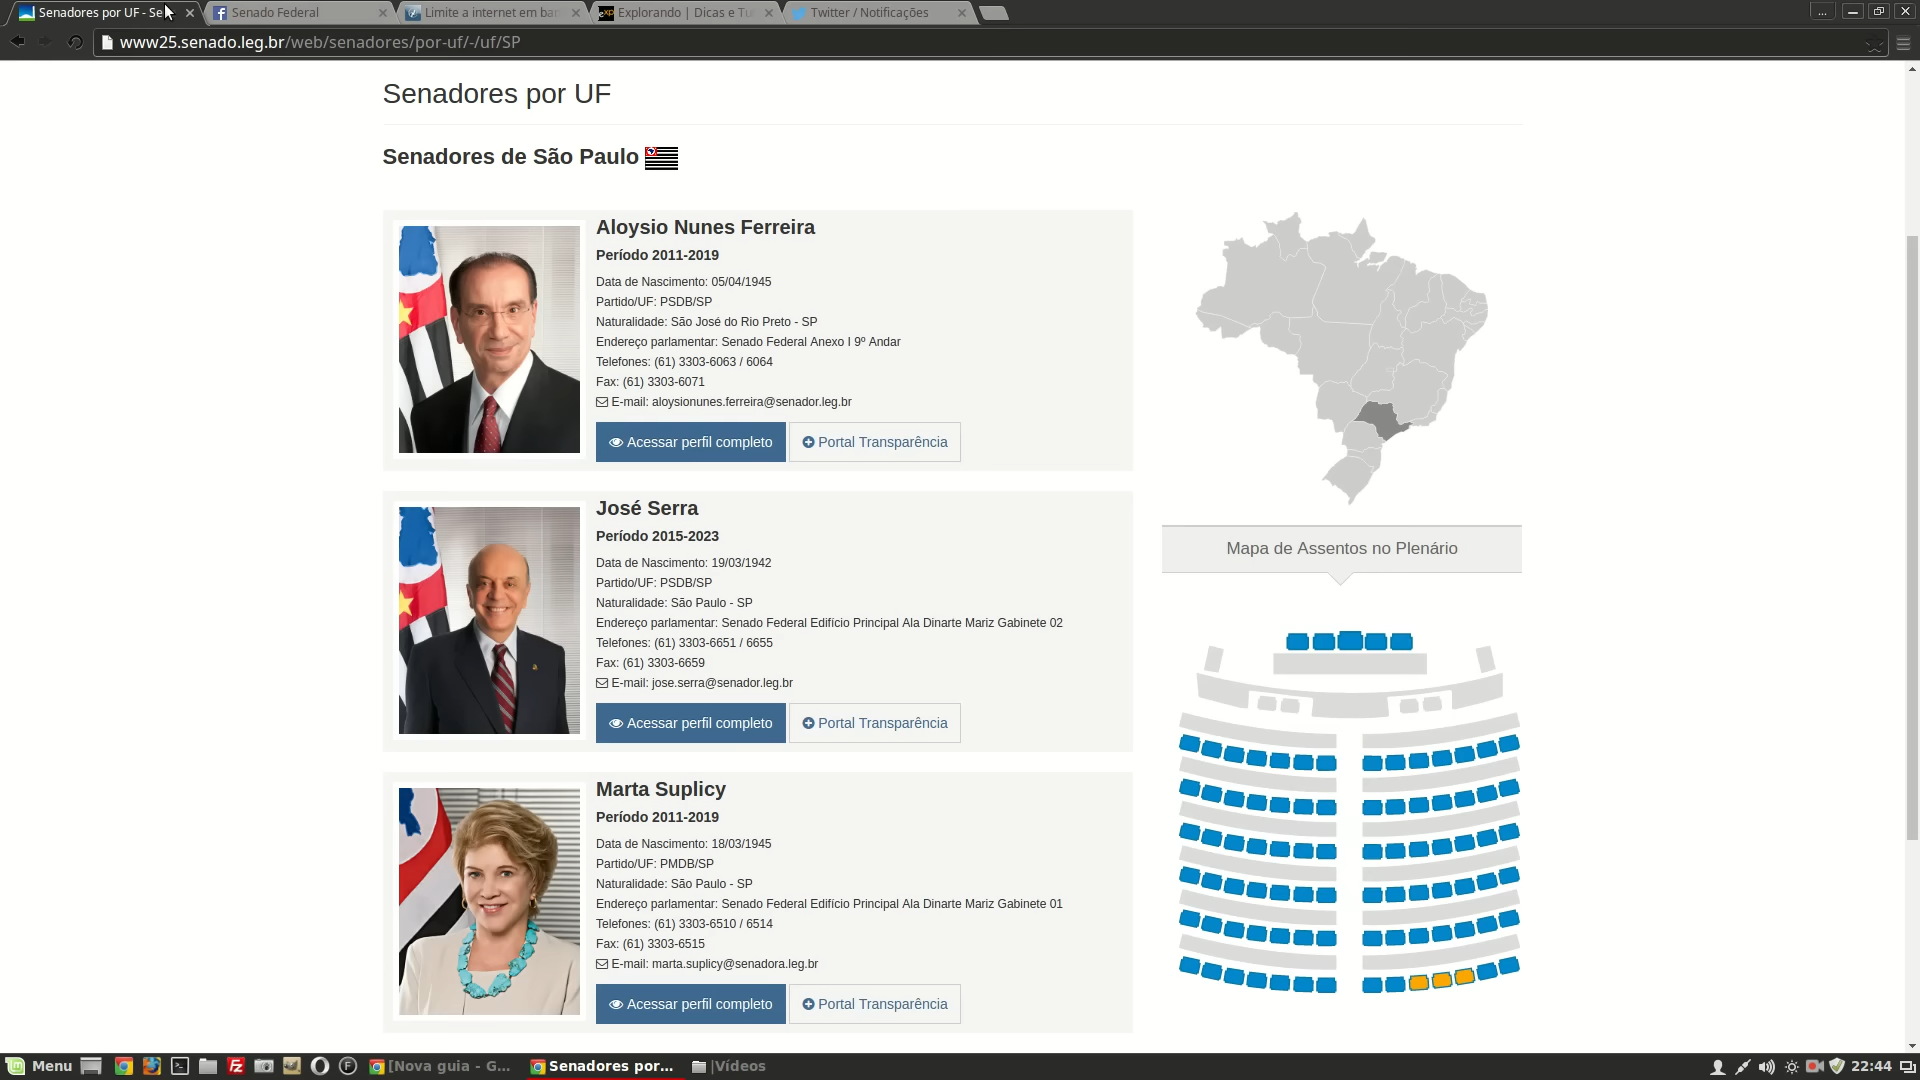 Senadores por UF - Se
Senado Federal
Limite a internet em ban
Explorando | Dicas e Tu
Twitter / Notificações
www25.senado.leg.br/web/senadores/por-uf/-/uf/SP
Senadores por UF
Senadores de São Paulo
Aloysio Nunes Ferreira
Período 2011-2019
Data de Nascimento: 05/04/1945
Partido/UF: PSDB/SP
Naturalidade: São José do Rio Preto - SP
Endereço parlamentar: Senado Federal Anexo I 9º Andar
Telefones: (61) 3303-6063 / 6064
Fax: (61) 3303-6071
E-mail: aloysionunes.ferreira@senador.leg.br
Acessar perfil completo
Portal Transparência
José Serra
Período 2015-2023
Data de Nascimento: 19/03/1942
Partido/UF: PSDB/SP
Naturalidade: São Paulo - SP
Endereço parlamentar: Senado Federal Edifício Principal Ala Dinarte Mariz Gabinete 02
Telefones: (61) 3303-6651 / 6655
Fax: (61) 3303-6659
E-mail: jose.serra@senador.leg.br
Acessar perfil completo
Portal Transparência
Marta Suplicy
Período 2011-2019
Data de Nascimento: 18/03/1945
Partido/UF: PMDB/SP
Naturalidade: São Paulo - SP
Endereço parlamentar: Senado Federal Edifício Principal Ala Dinarte Mariz Gabinete 01
Telefones: (61) 3303-6510 / 6514
Fax: (61) 3303-6515
E-mail: marta.suplicy@senadora.leg.br
Acessar perfil completo
Portal Transparência
Mapa de Assentos no Plenário
Menu
[Nova guia - G...
Senadores por...
|Vídeos
22:44